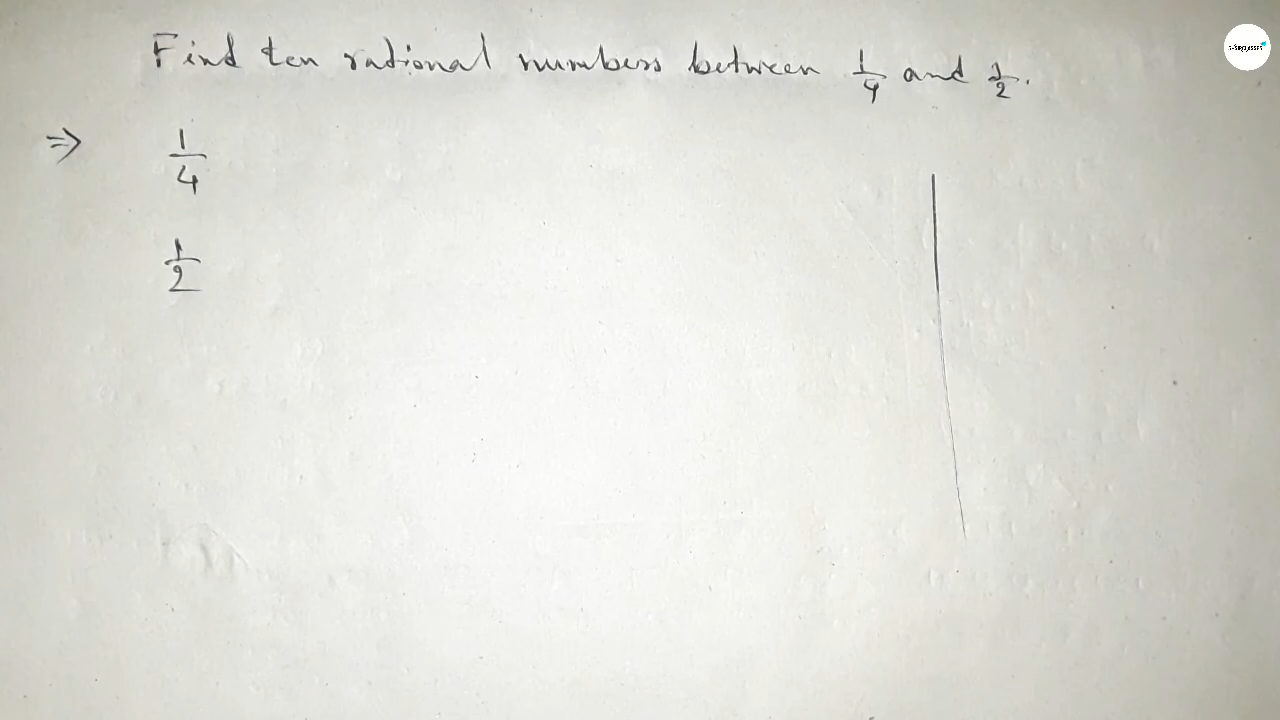 Find ten rational numbers between 1/4 and 1/2.
⇒ 1/4
1/2